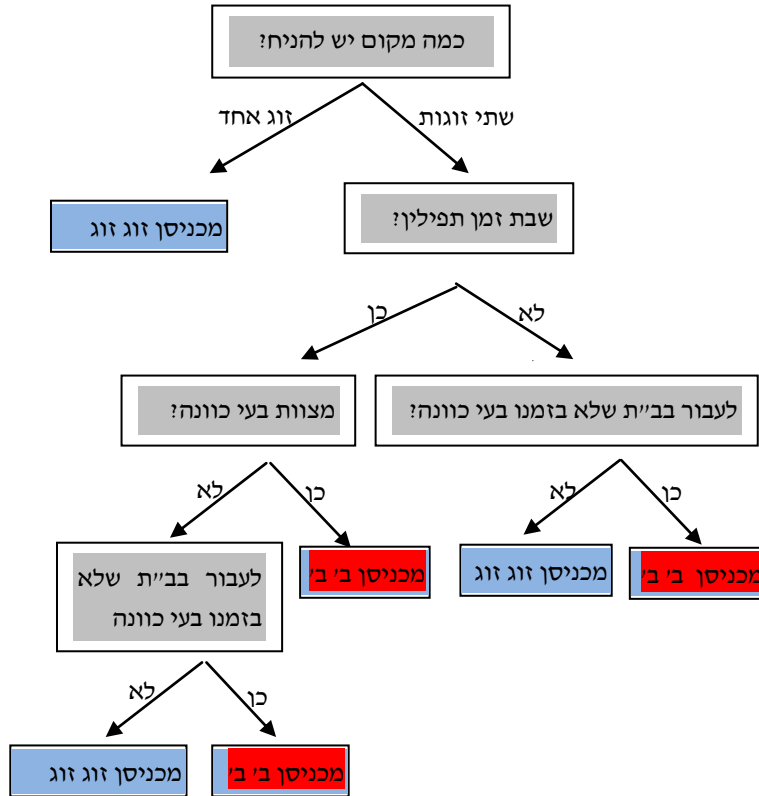 כמה מקום יש להניח?
שתי זוגות
זוג אחד
שבת זמן תפילין?
מכניסן זוג זוג
לא
כן
לעבור בב״ת שלא בזמנו בעי כוונה?
מצוות בעי כוונה?
כן
לא
כן
לא
מכניסן ב׳ ב׳
מכניסן זוג זוג
מכניסן ב׳ ב׳
לעבור בב״ת שלא
בזמנו בעי כוונה
כן
לא
מכניסן ב׳ ב׳
מכניסן זוג זוג